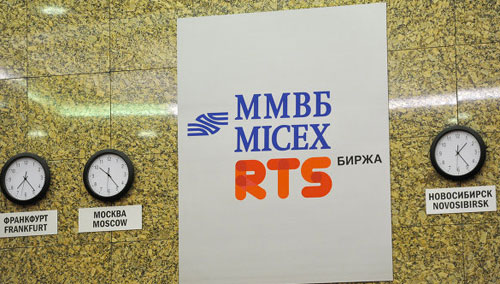 ММВБ
MICEX
RTS БИРЖА
ФРАНКФУРТ
FRANKFURT
МОСКВА
MOSCOW
НОВОСИБИРСК
NOVOSIBIRSK